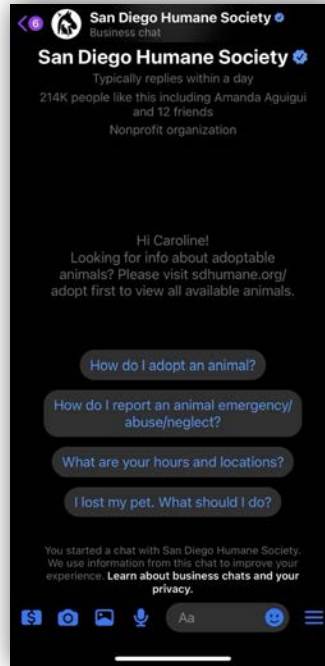 6
San Diego Humane Society
Business chat
San Diego Humane Society
Typically replies within a day
214K people like this including Amanda Aguigui
and 12 friends
Nonprofit organization
Hi Caroline!
Looking for info about adoptable
animals? Please visit sdhumane.org/
adopt first to view all available animals.
How do I adopt an animal?
How do I report an animal emergency/
abuse/neglect?
What are your hours and locations?
I lost my pet. What should I do?
You started a chat with San Diego Humane Society.
We use information from this chat to improve your
experience. Learn about business chats and your
privacy.
$
Aa